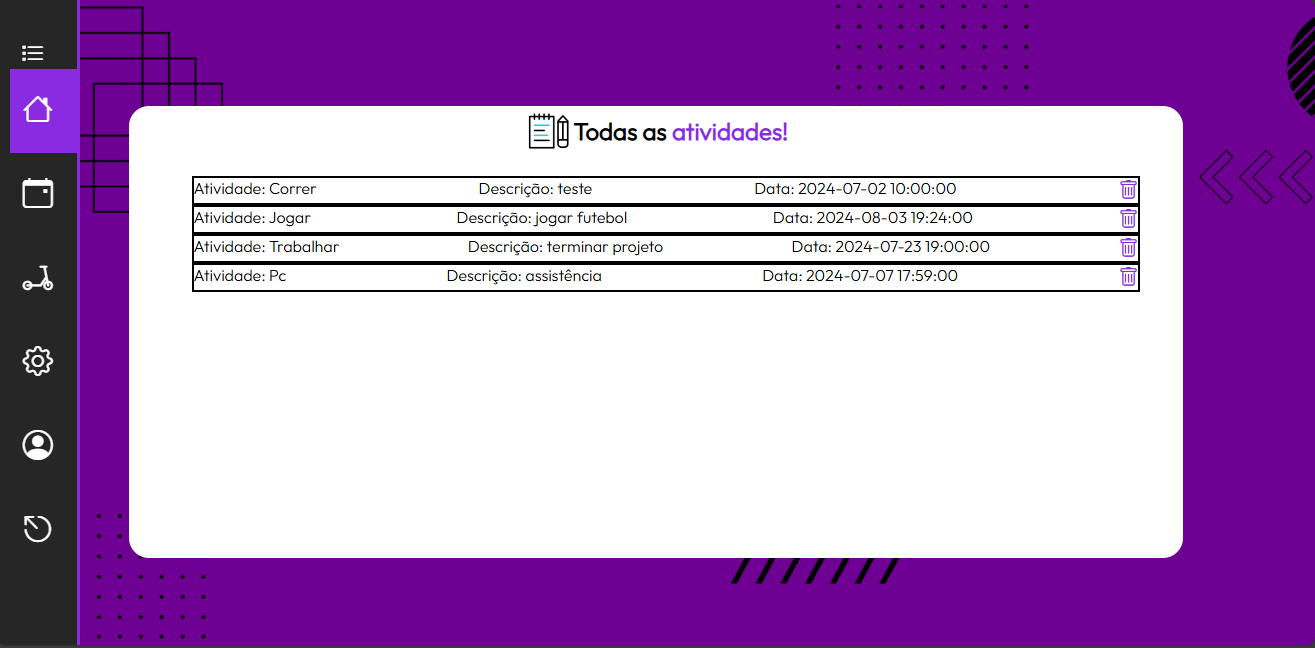 Todas as atividades!
Atividade: Correr Descrição: teste Data: 2024-07-02 10:00:00
Atividade: Jogar Descrição: jogar futebol Data: 2024-08-03 19:24:00
Atividade: Trabalhar Descrição: terminar projeto Data: 2024-07-23 19:00:00
Atividade: Pc Descrição: assistência Data: 2024-07-07 17:59:00